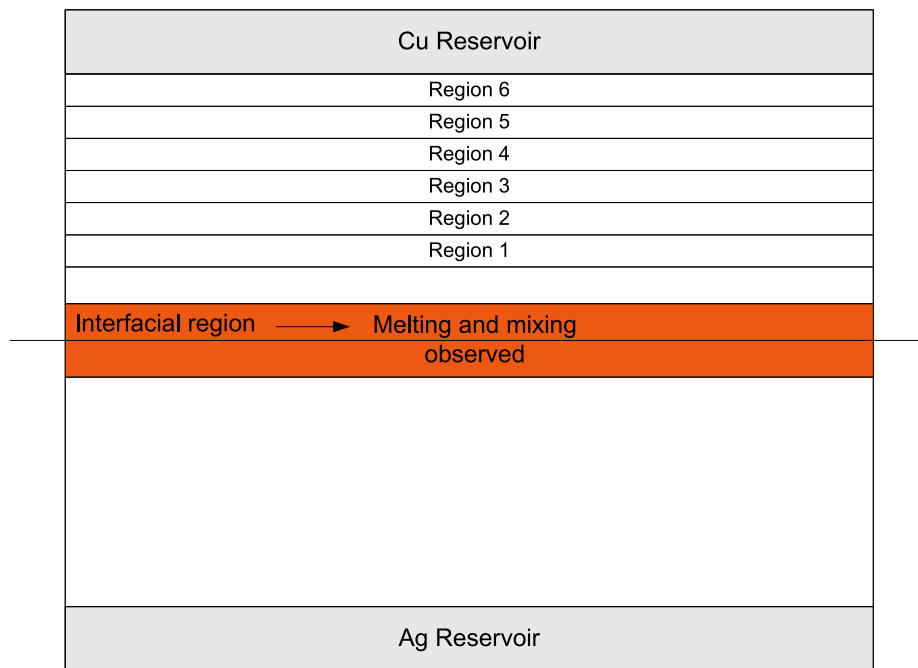 Cu Reservoir
Region 6
Region 5
Region 4
Region 3
Region 2
Region 1
Interfacial region
Melting and mixing
observed
Ag Reservoir